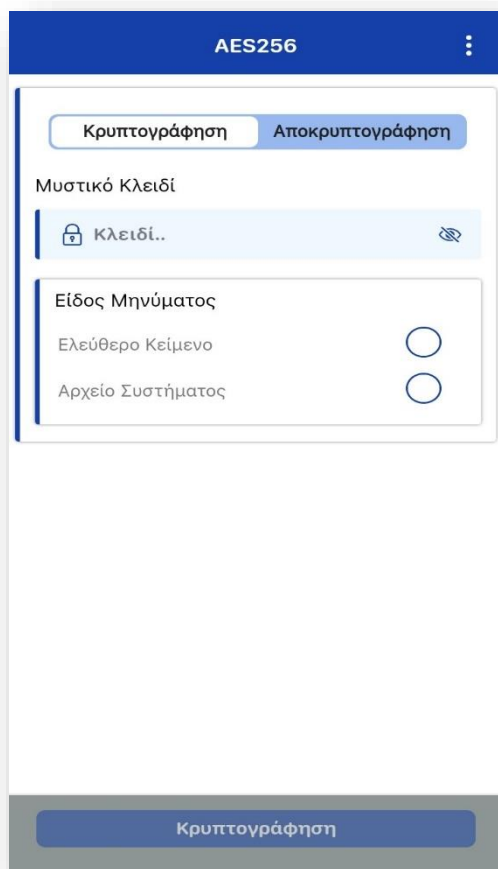 AES256
Κρυπτογράφηση Αποκρυπτογράφηση
Μυστικό Κλειδί
Κλειδί..
Είδος Μηνύματος
Ελεύθερο Κείμενο
Αρχείο Συστήματος
Κρυπτογράφηση